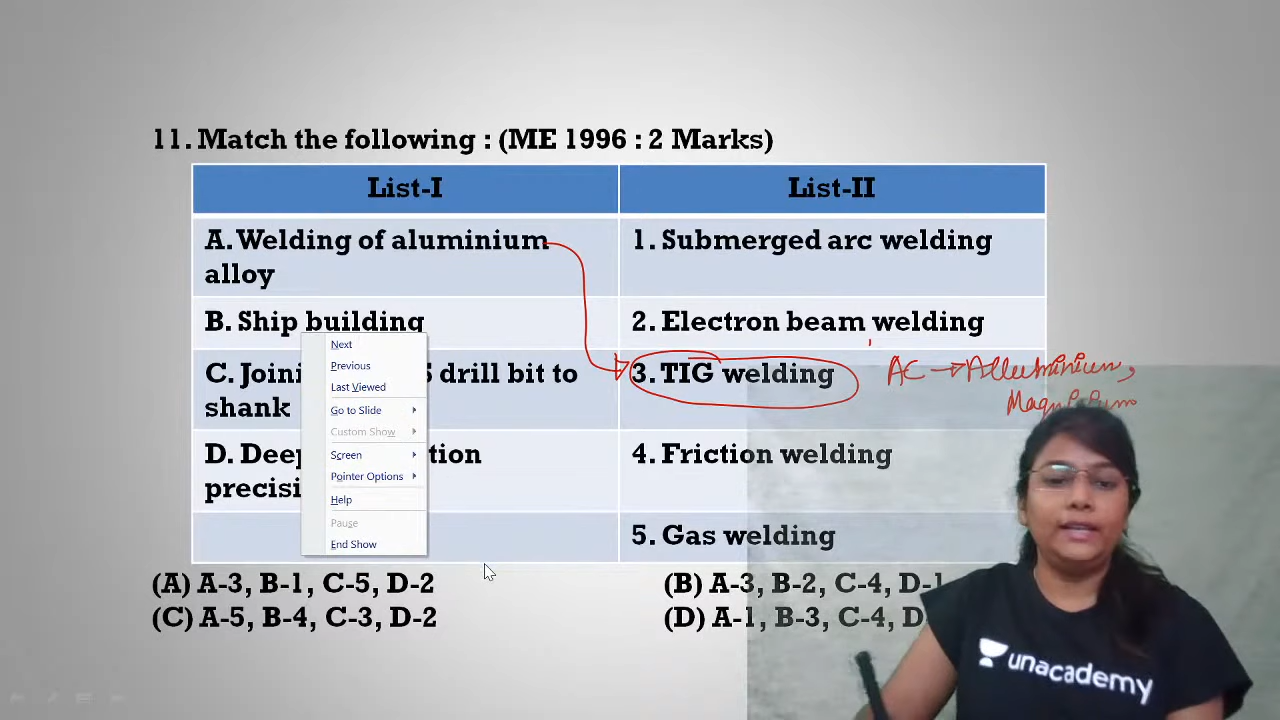 11. Match the following : (ME 1996 : 2 Marks)
List-I
List-II
A. Welding of aluminium
alloy
1. Submerged arc welding
B. Ship building
2. Electron beam welding
C. Joini S drill bit to
shank
3. TIG welding
AC → Alluminium,
D. Deep tion
precisi
4. Friction welding
5. Gas welding
Next
Previous
Last Viewed
Go to Slide
Custom Show
Screen
Pointer Options
Help
Pause
End Show
(A) A-3, B-1, C-5, D-2
(B) A-3, B-2, C-4, D-1
(C) A-5, B-4, C-3, D-2
(D) A-1, B-3, C-4, D
unacademy